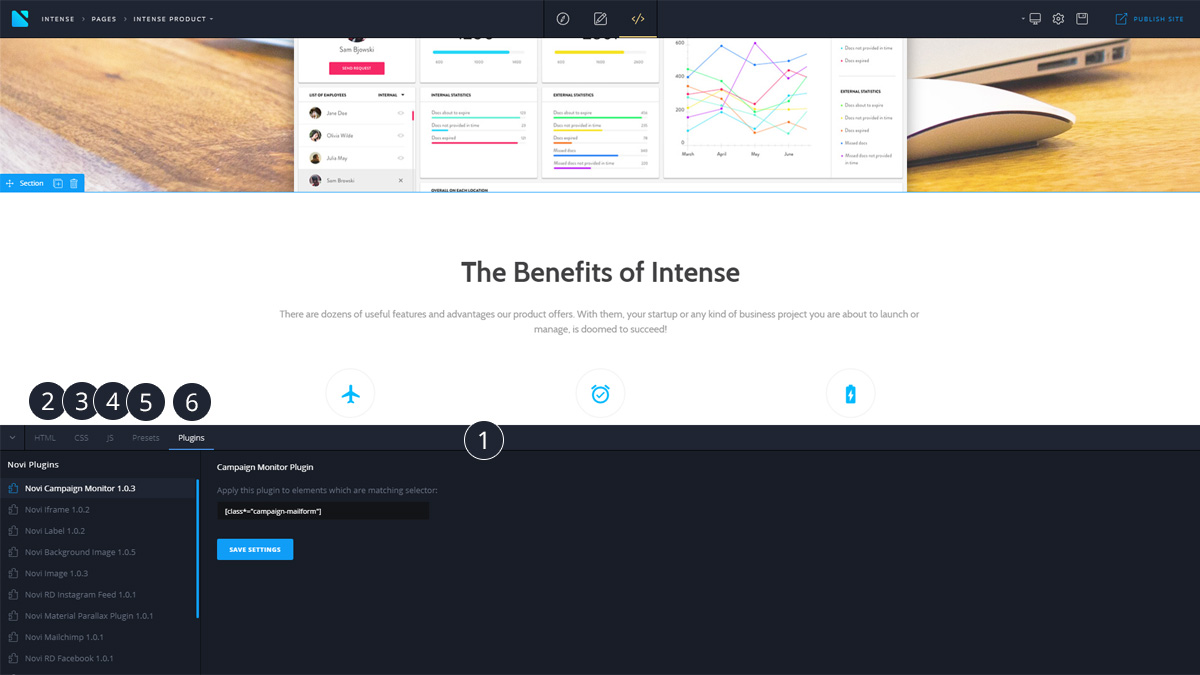 INTENSE > PAGES > INTENSE PRODUCT
PUBLISH SITE
Sam Bjowski
SEND REQUEST
600 1000 1400
600 1000 2000
LIST OF EMPLOYEES INTERNAL
Jane Doe
Olivia Wilde
Julie May
Sam Browski
INTERNAL STATISTICS
Docs about to expire
Docs not provided in time
Docs expired
EXTERNAL STATISTICS
Docs about to expire
Docs not provided in time
Docs expired
Missed docs
Missed docs not provided in time
OVERALL ON EACH LOCATION
600
400
200
0
March April May June
Docs not provided in time
Docs expired
EXTERNAL STATISTICS
Docs about to expire
Docs not provided in time
Docs expired
Missed docs
Missed docs not provided in
time
Section
The Benefits of Intense
There are dozens of useful features and advantages our product offers. With them, your startup or any kind of business project you are about to launch or
manage, is doomed to succeed!
2 3 4 5 6
1
HTML CSS JS Presets Plugins
Novi Plugins
Novi Campaign Monitor 1.0.3
Novi Iframe 1.0.2
Novi Label 1.0.2
Novi Background Image 1.0.5
Novi Image 1.0.3
Novi RD Instagram Feed 1.0.1
Novi Material Parallax Plugin 1.0.1
Novi Mailchimp 1.0.1
Novi RD Facebook 1.0.1
Campaign Monitor Plugin
Apply this plugin to elements which are matching selector:
[class*="campaign-mailform"]
SAVE SETTINGS